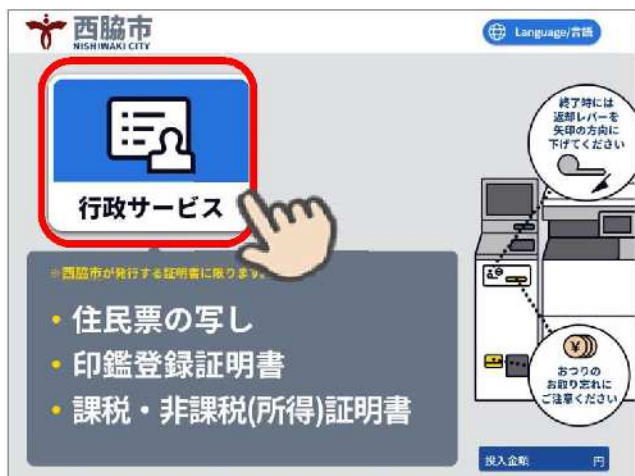 西脇市
NISHIWAKI CITY
Language/言語
行政サービス
※西脇市が発行する証明書に限ります。
・住民票の写し
・印鑑登録証明書
・課税・非課税(所得)証明書
終了時には
返却レバーを
矢印の方向に
下げてください
¥
おつりの
お取り忘れに
ご注意ください
投入金額 円